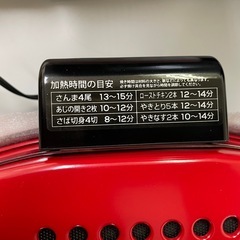 加熱時間の目安
さんま4尾 13〜15分 ローストチキン2本 12〜14分
あじの開き2枚 10〜12分 やきとり5本 12〜14分
さば切身4切 8〜12分 やきなす2本 10〜14分